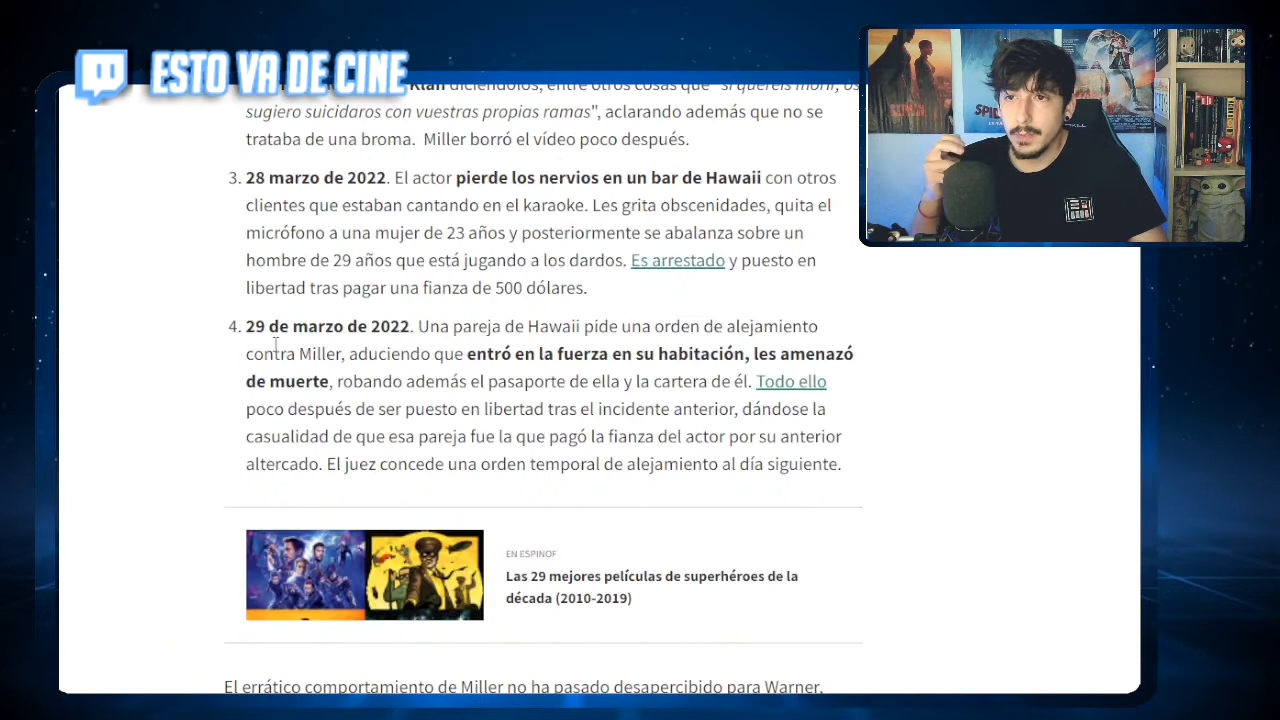 ESTO VA DE CINE
Klan diciéndolos, entre otros cosas que "si queréis morir, os
sugiero suicidaros con vuestras propias ramas", aclarando además que no se
trataba de una broma. Miller borró el vídeo poco después.
3. 28 marzo de 2022. El actor pierde los nervios en un bar de Hawaii con otros
clientes que estaban cantando en el karaoke. Les grita obscenidades, quita el
micrófono a una mujer de 23 años y posteriormente se abalanza sobre un
hombre de 29 años que está jugando a los dardos. Es arrestado y puesto en
libertad tras pagar una fianza de 500 dólares.
4. 29 de marzo de 2022. Una pareja de Hawaii pide una orden de alejamiento
contra Miller, aduciendo que entró en la fuerza en su habitación, les amenazó
de muerte, robando además el pasaporte de ella y la cartera de él. Todo ello
poco después de ser puesto en libertad tras el incidente anterior, dándose la
casualidad de que esa pareja fue la que pagó la fianza del actor por su anterior
altercado. El juez concede una orden temporal de alejamiento al día siguiente.
EN ESPINOF
Las 29 mejores películas de superhéroes de la
década (2010-2019)
El errático comportamiento de Miller no ha pasado desapercibido para Warner,